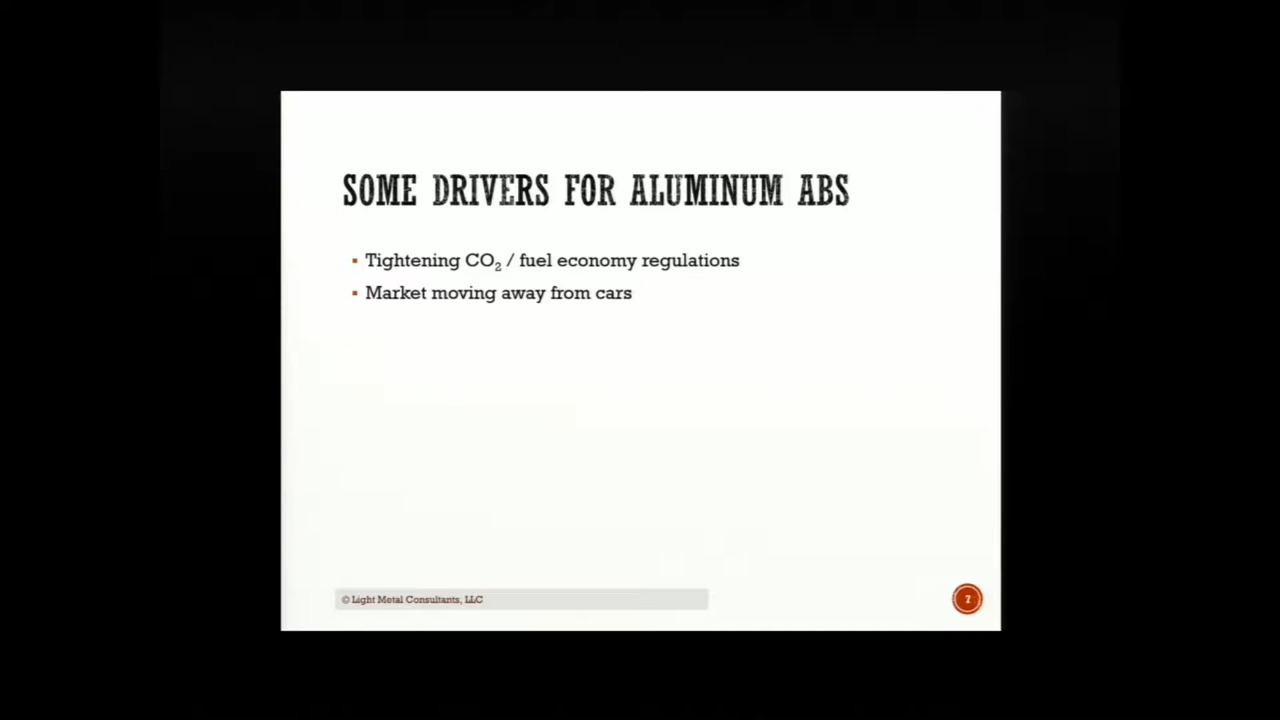 SOME DRIVERS FOR ALUMINUM ABS
▪ Tightening CO₂ / fuel economy regulations
▪ Market moving away from cars
© Light Metal Consultants, LLC
7